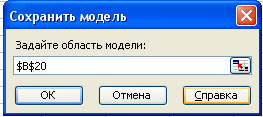 Сохранить модель
Задайте область модели:
$B$20
ОК
Отмена
Справка